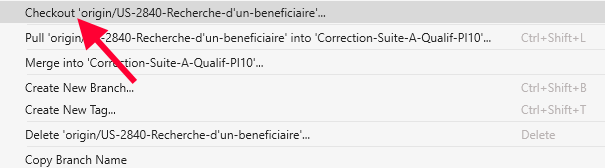 Checkout 'origin/US-2840-Recherche-d'un-beneficiaire'...
Pull 'origin/US-2840-Recherche-d'un-beneficiaire' into 'Correction-Suite-A-Qualif-PI10'... Ctrl+Shift+L
Merge into 'Correction-Suite-A-Qualif-PI10'...
Create New Branch... Ctrl+Shift+B
Create New Tag... Ctrl+Shift+T
Delete 'origin/US-2840-Recherche-d'un-beneficiaire'... Delete
Copy Branch Name